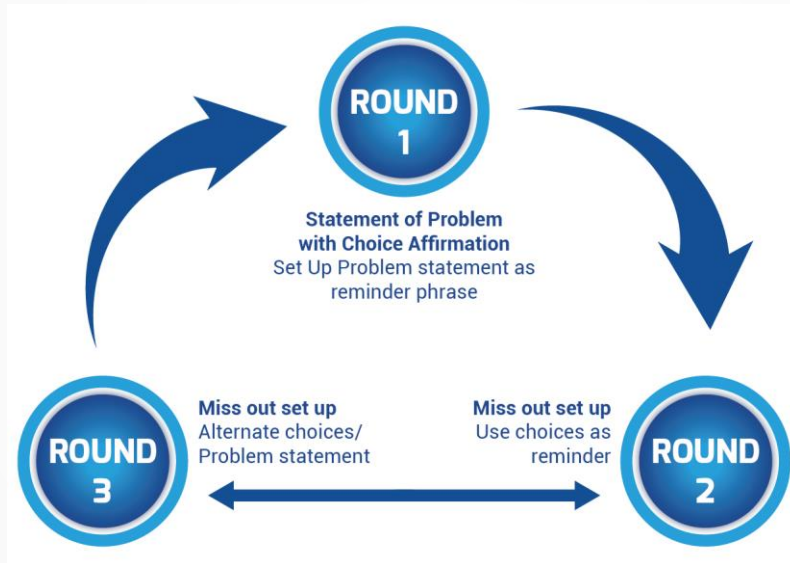 ROUND
1
Statement of Problem
with Choice Affirmation
Set Up Problem statement as
reminder phrase
ROUND
3
Miss out set up
Alternate choices/
Problem statement
Miss out set up
Use choices as
reminder
ROUND
2